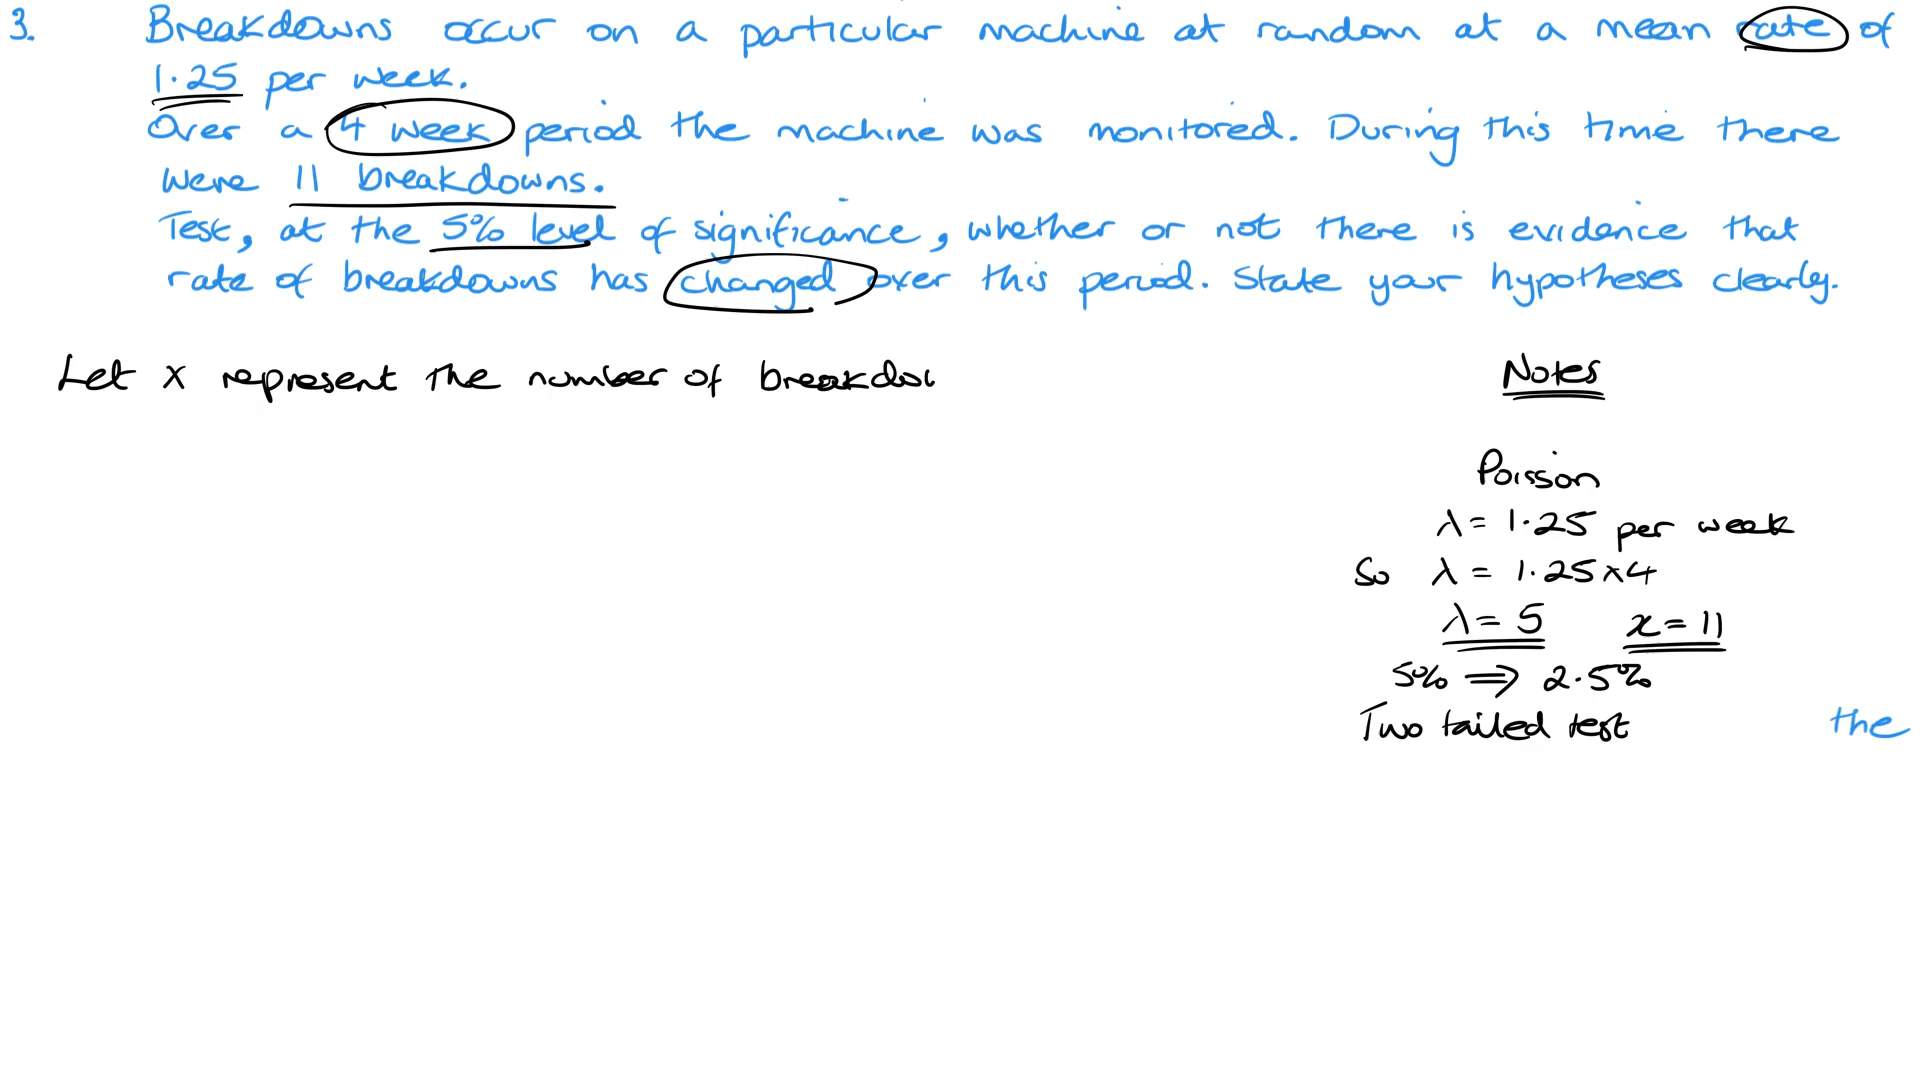 3. Breakdowns occur on a particular machine at random at a mean rate of
1.25 per week.
Over a 4 week period the machine was monitored. During this time there
were 11 breakdowns.
Test, at the 5% level of significance, whether or not there is evidence that
rate of breakdowns has changed over this period. State your hypotheses clearly.
Let X represent the number of
Notes
Poisson
λ = 1.25 per week
So λ = 1.25 x 4
λ = 5 x = 11
5% ⟹ 2.5%
Two tailed test
the